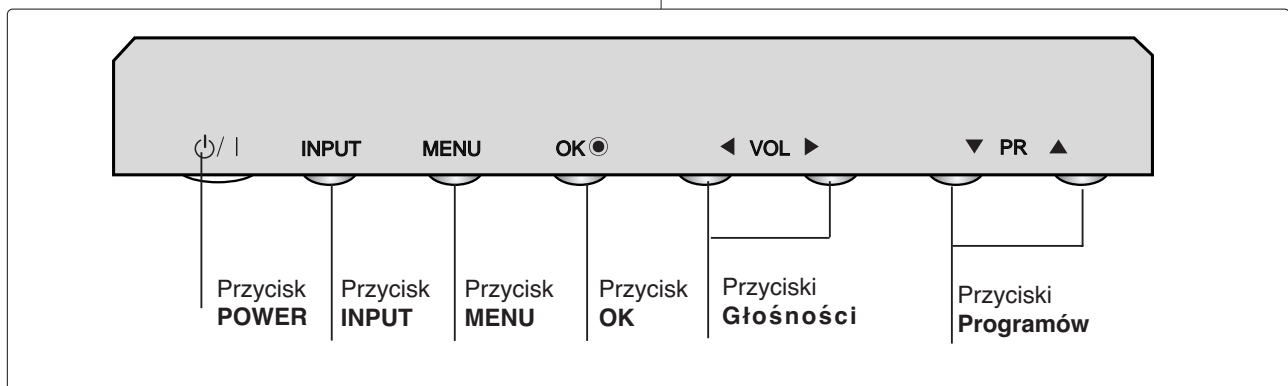 ⏻/ I INPUT MENU OK◉ ◀ VOL ▶ ▼ PR ▲
Przycisk
POWER
Przycisk
INPUT
Przycisk
MENU
Przycisk
OK
Przyciski
Głośności
Przyciski
Programów